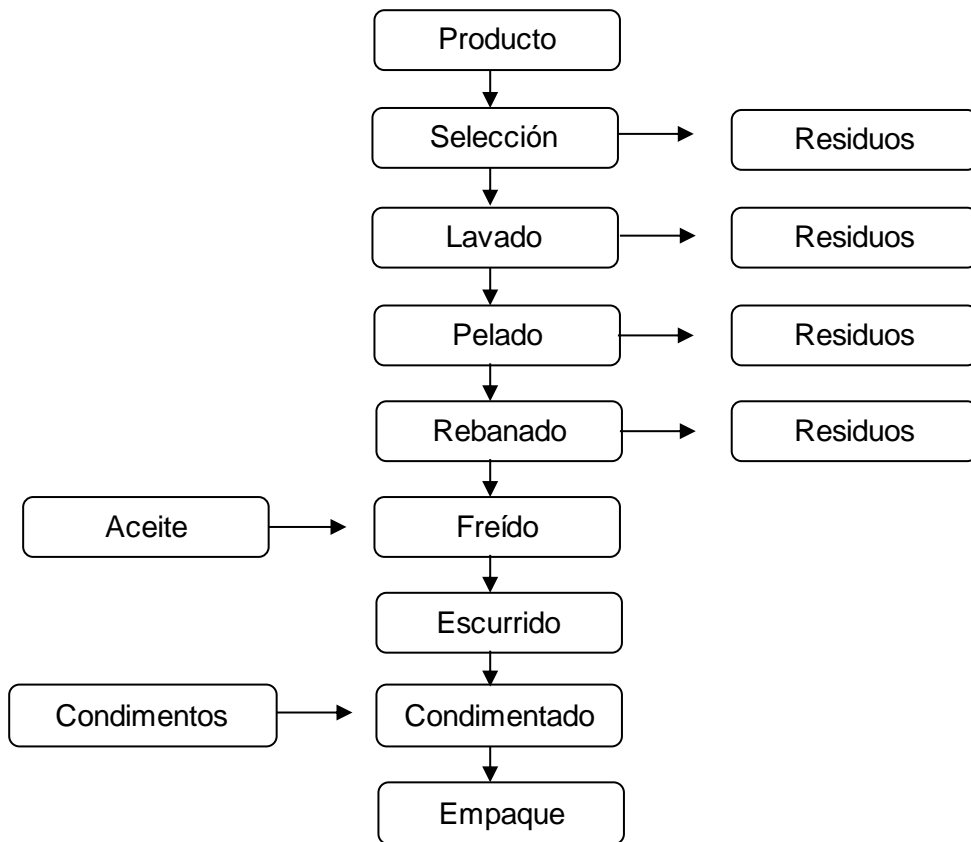 Producto
Selección
Residuos
Lavado
Residuos
Pelado
Residuos
Rebanado
Residuos
Aceite
Freído
Escurrido
Condimentos
Condimentado
Empaque